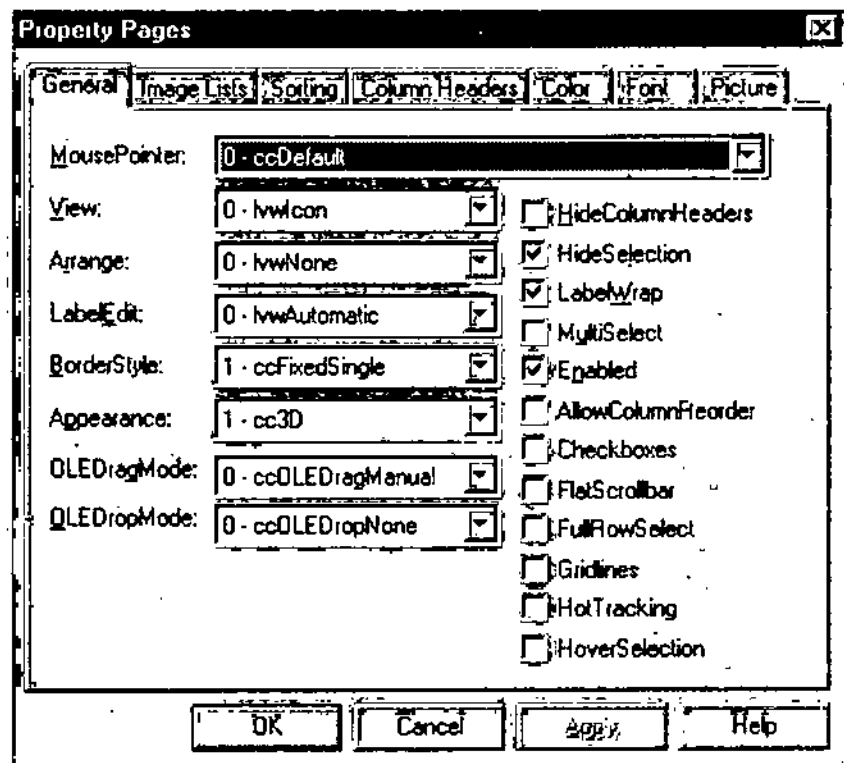 Property Pages
General Image Lists Sorting Column Headers Color Font Picture
MousePointer: 0 - ccDefault
View: 0 - lvwIcon
Arrange: 0 - lvwNone
LabelEdit: 0 - lvwAutomatic
BorderStyle: 1 - ccFixedSingle
Appearance: 1 - cc3D
OLEDragMode: 0 - ccOLEDragManual
OLEDropMode: 0 - ccOLEDropNone
HideColumnHeaders
HideSelection
LabelWrap
MultiSelect
Enabled
AllowColumnReorder
Checkboxes
FlatScrollbar
FullRowSelect
Gridlines
HotTracking
HoverSelection
OK Cancel Apply Help